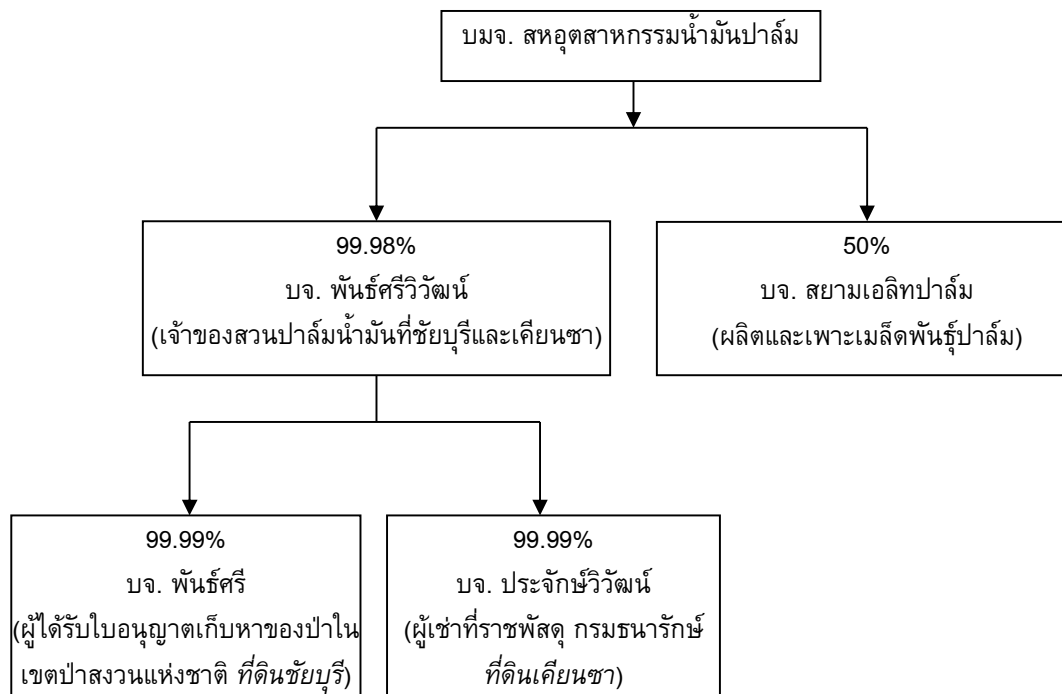 บมจ. สหอุตสาหกรรมน้ำมันปาล์ม
99.98%
บจ. พันธ์ศรีวิวัฒน์
(เจ้าของสวนปาล์มน้ำมันที่ชัยบุรีและเคียนซา)
50%
บจ. สยามเอลิทปาล์ม
(ผลิตและเพาะเมล็ดพันธุ์ปาล์ม)
99.99%
บจ. พันธ์ศรี
(ผู้ได้รับใบอนุญาตเก็บหาของป่าใน
เขตป่าสงวนแห่งชาติ ที่ดินชัยบุรี)
99.99%
บจ. ประจักษ์วิวัฒน์
(ผู้เช่าที่ราชพัสดุ กรมธนารักษ์
ที่ดินเคียนซา)